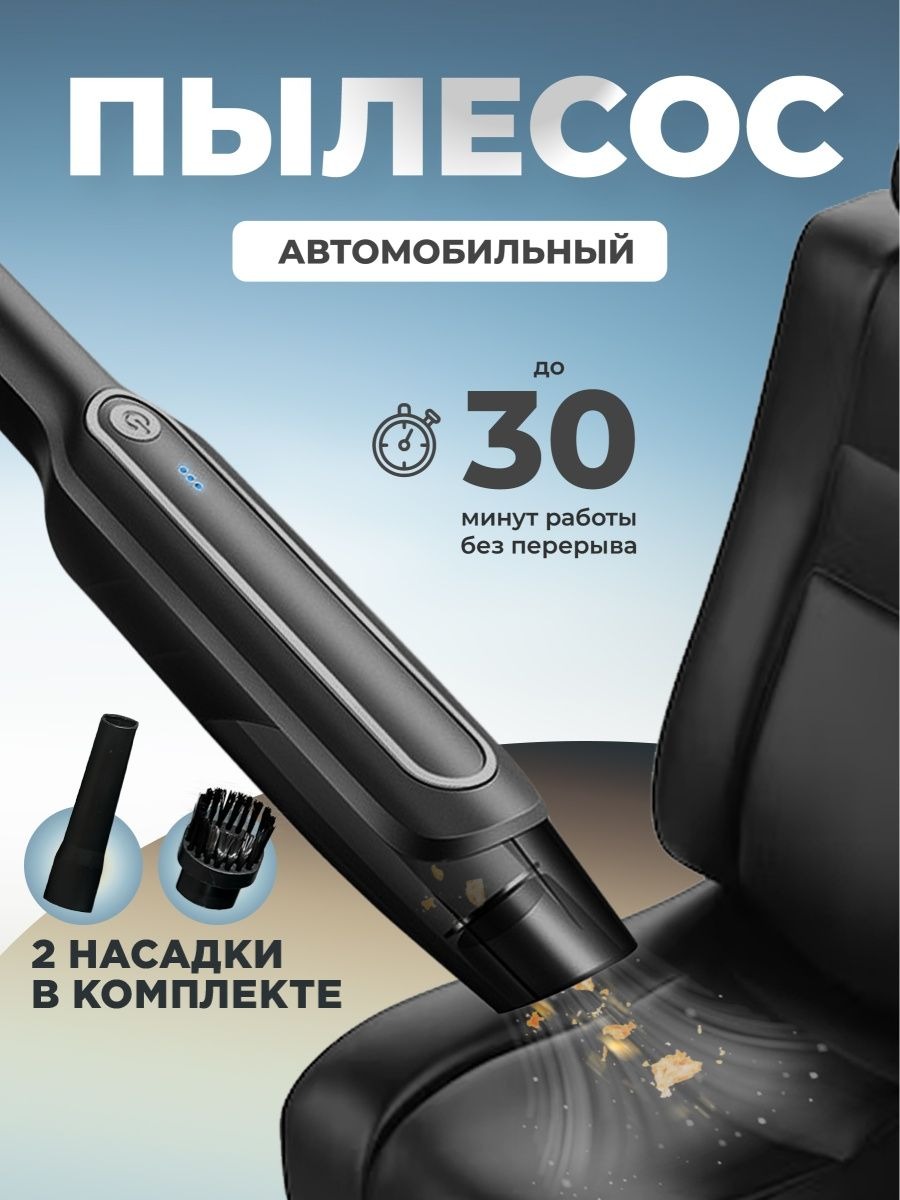 ПЫЛЕСОС
АВТОМОБИЛЬНЫЙ
до
30
минут работы
без перерыва
2 НАСАДКИ
В КОМПЛЕКТЕ